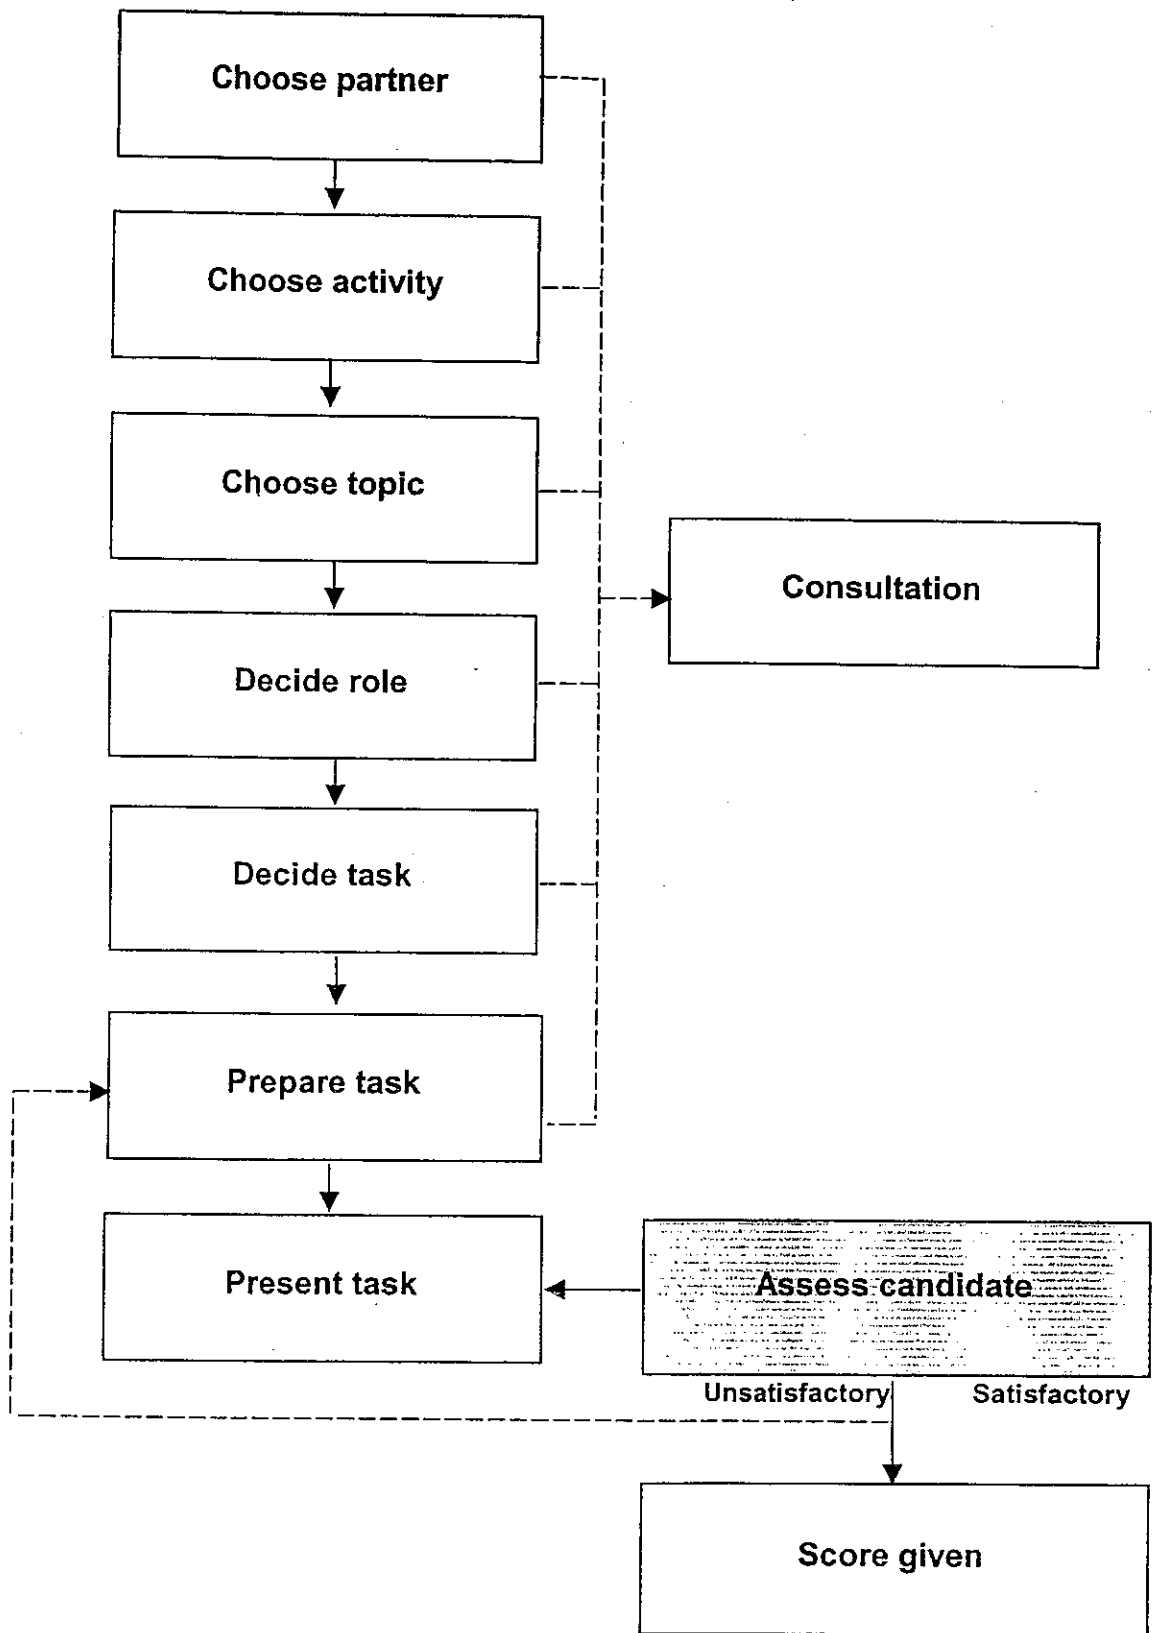 Choose partner
Choose activity
Choose topic
Consultation
Decide role
Decide task
Prepare task
Present task
Assess candidate
Unsatisfactory
Satisfactory
Score given